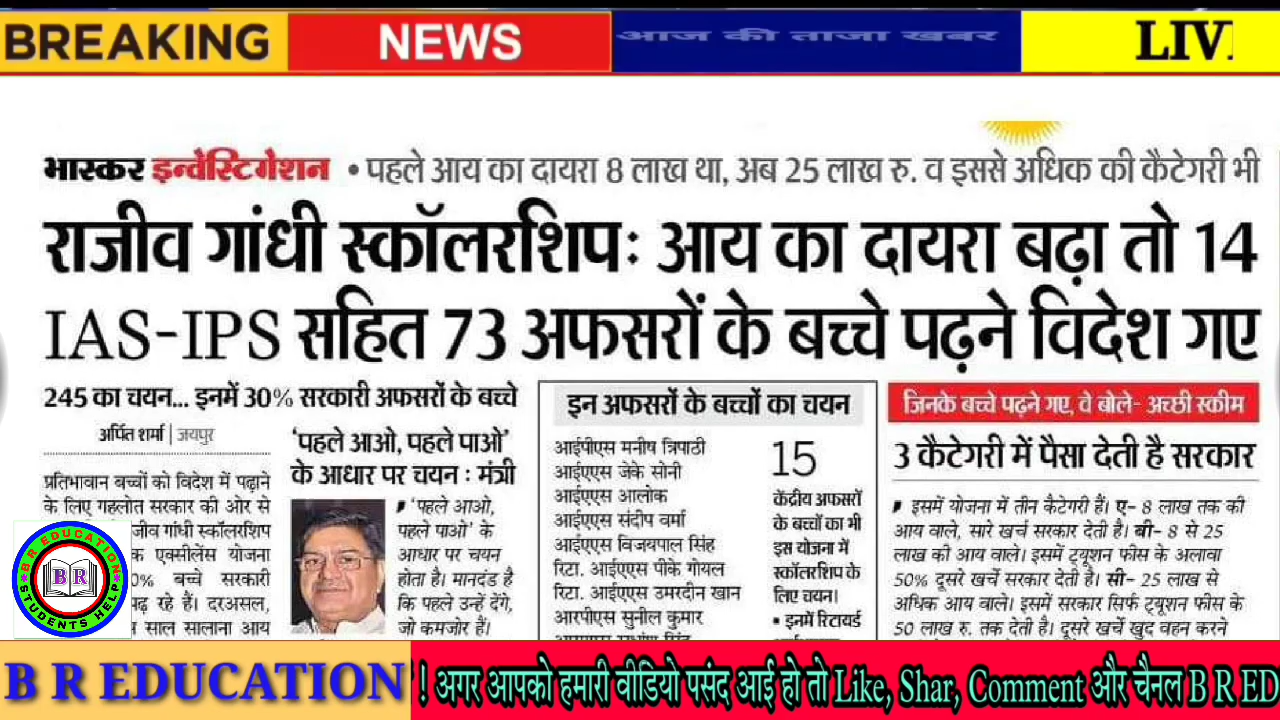 BREAKING NEWS आज की ताजा खबर LIV
भास्कर इन्वेस्टिगेशन • पहले आय का दायरा 8 लाख था, अब 25 लाख रु. व इससे अधिक की कैटेगरी भी
राजीव गांधी स्कॉलरशिप: आय का दायरा बढ़ा तो 14
IAS-IPS सहित 73 अफसरों के बच्चे पढ़ने विदेश गए
245 का चयन... इनमें 30% सरकारी अफसरों के बच्चे
अर्पित शर्मा | जयपुर
प्रतिभावान बच्चों को विदेश में पढ़ाने
के लिए गहलोत सरकार की ओर से
जीव गांधी स्कॉलरशिप
एक्सीलेंस योजना
0% बच्चे सरकारी
पढ़ रहे हैं। दरअसल,
साल सालाना आय
'पहले आओ, पहले पाओ'
के आधार पर चयन : मंत्री
'पहले आओ,
पहले पाओ' के
आधार पर चयन
होता है। मानदंड है
कि पहले उन्हें देंगे,
जो कमजोर हैं।
इन अफसरों के बच्चों का चयन
आईपीएस मनीष त्रिपाठी
आईएएस जेके सोनी
आईएएस आलोक
आईएएस संदीप वर्मा
आईएएस विजयपाल सिंह
रिटा. आईएएस पीके गोयल
रिटा. आईएएस उमरदीन खान
आरपीएस सुनील कुमार
15
केंद्रीय अफसरों
के बच्चों का भी
इस योजना में
स्कॉलरशिप के
लिए चयन।
▪ इनमें रिटायर्ड
जिनके बच्चे पढ़ने गए, वे बोले- अच्छी स्कीम
3 कैटेगरी में पैसा देती है सरकार
इसमें योजना में तीन कैटेगरी हैं। ए- 8 लाख तक की
आय वाले, सारे खर्च सरकार देती है। बी- 8 से 25
लाख की आय वाले। इसमें ट्यूशन फीस के अलावा
50% दूसरे खर्चे सरकार देती है। सी- 25 लाख से
अधिक आय वाले। इसमें सरकार सिर्फ ट्यूशन फीस के
50 लाख रु. तक देती है। दूसरे खर्चे खुद वहन करने
B R EDUCATION
B R
STUDENTS HELP
B R EDUCATION ! अगर आपको हमारी वीडियो पसंद आई हो तो Like, Shar, Comment और चैनल B R ED